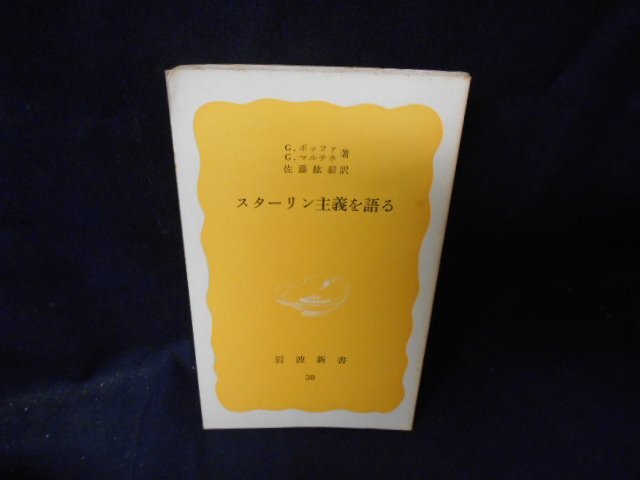 G. ボッファ
G. マルチネ 著
佐藤紘毅訳
スターリン主義を語る
岩波新書
38